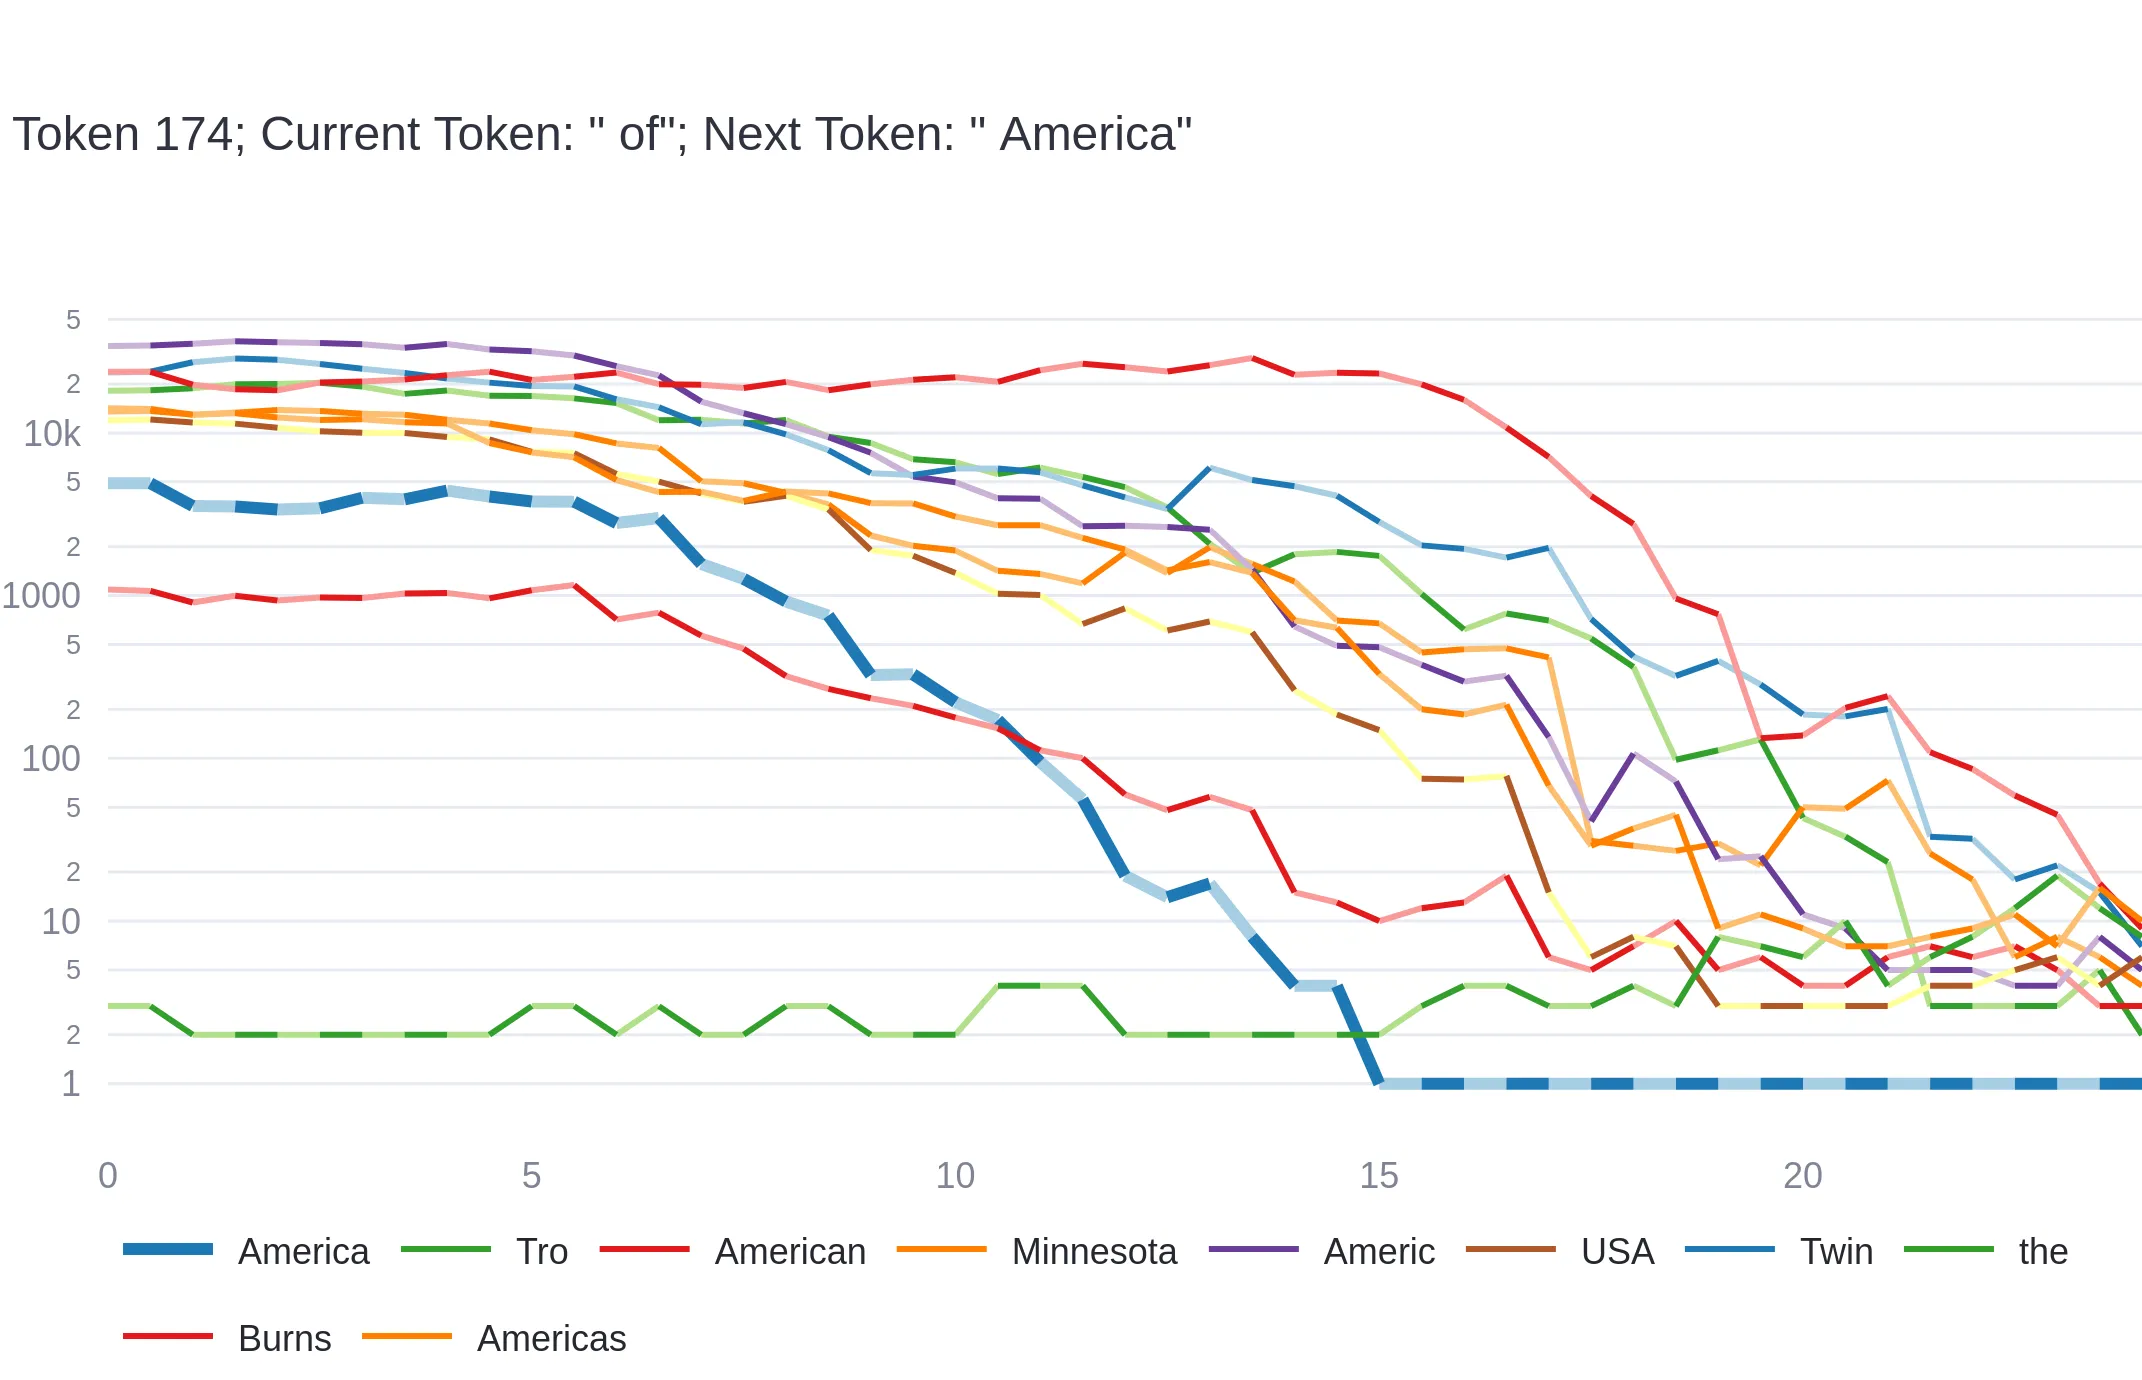 Token 174; Current Token: " of"; Next Token: " America"
5
2
10k
5
2
1000
5
2
100
5
2
10
5
2
1
0 5 10 15 20
America Tro American Minnesota Americ USA Twin the
Burns Americas